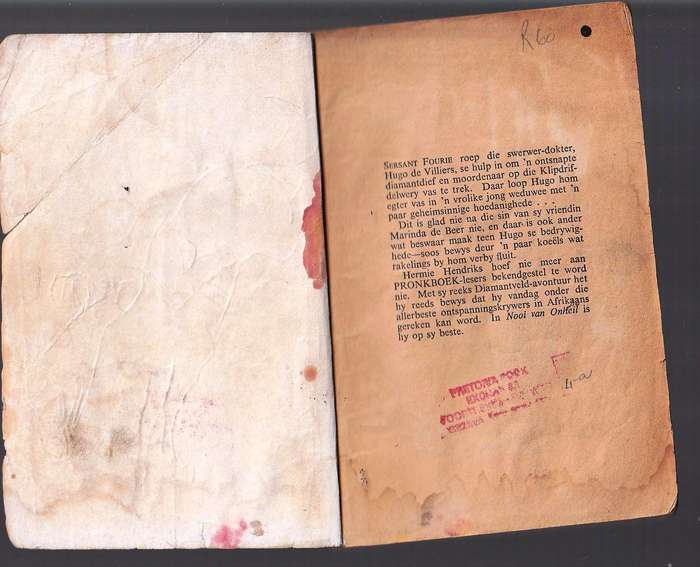 R60
SERSANT FOURIE roep die swerwer-dokter,
Hugo de Villiers, se hulp in om 'n ontsnapte
diamantdief en moordenaar op die Klipdrif-
delwery vas te trek. Daar loop Hugo hom
egter vas in 'n vrolike jong weduwee met 'n
paar geheimsinnige hoedanighede . . .
Dit is glad nie na die sin van sy vriendin
Marinda de Beer nie, en daar is ook ander
wat beswaar maak teen Hugo se bedrywig-
hede—soos bewys deur 'n paar koeëls wat
rakelings by hom verby fluit.
Hermie Hendriks hoef nie meer aan
PRONKBOEK-lesers bekendgestel te word
nie. Met sy reeks Diamantveld-avontuur het
hy reeds bewys dat hy vandag onder die
allerbeste ontspanningskrywers in Afrikaans
gereken kan word. In Nooi van Onheil is
hy op sy beste.
PRETORIA BOOK